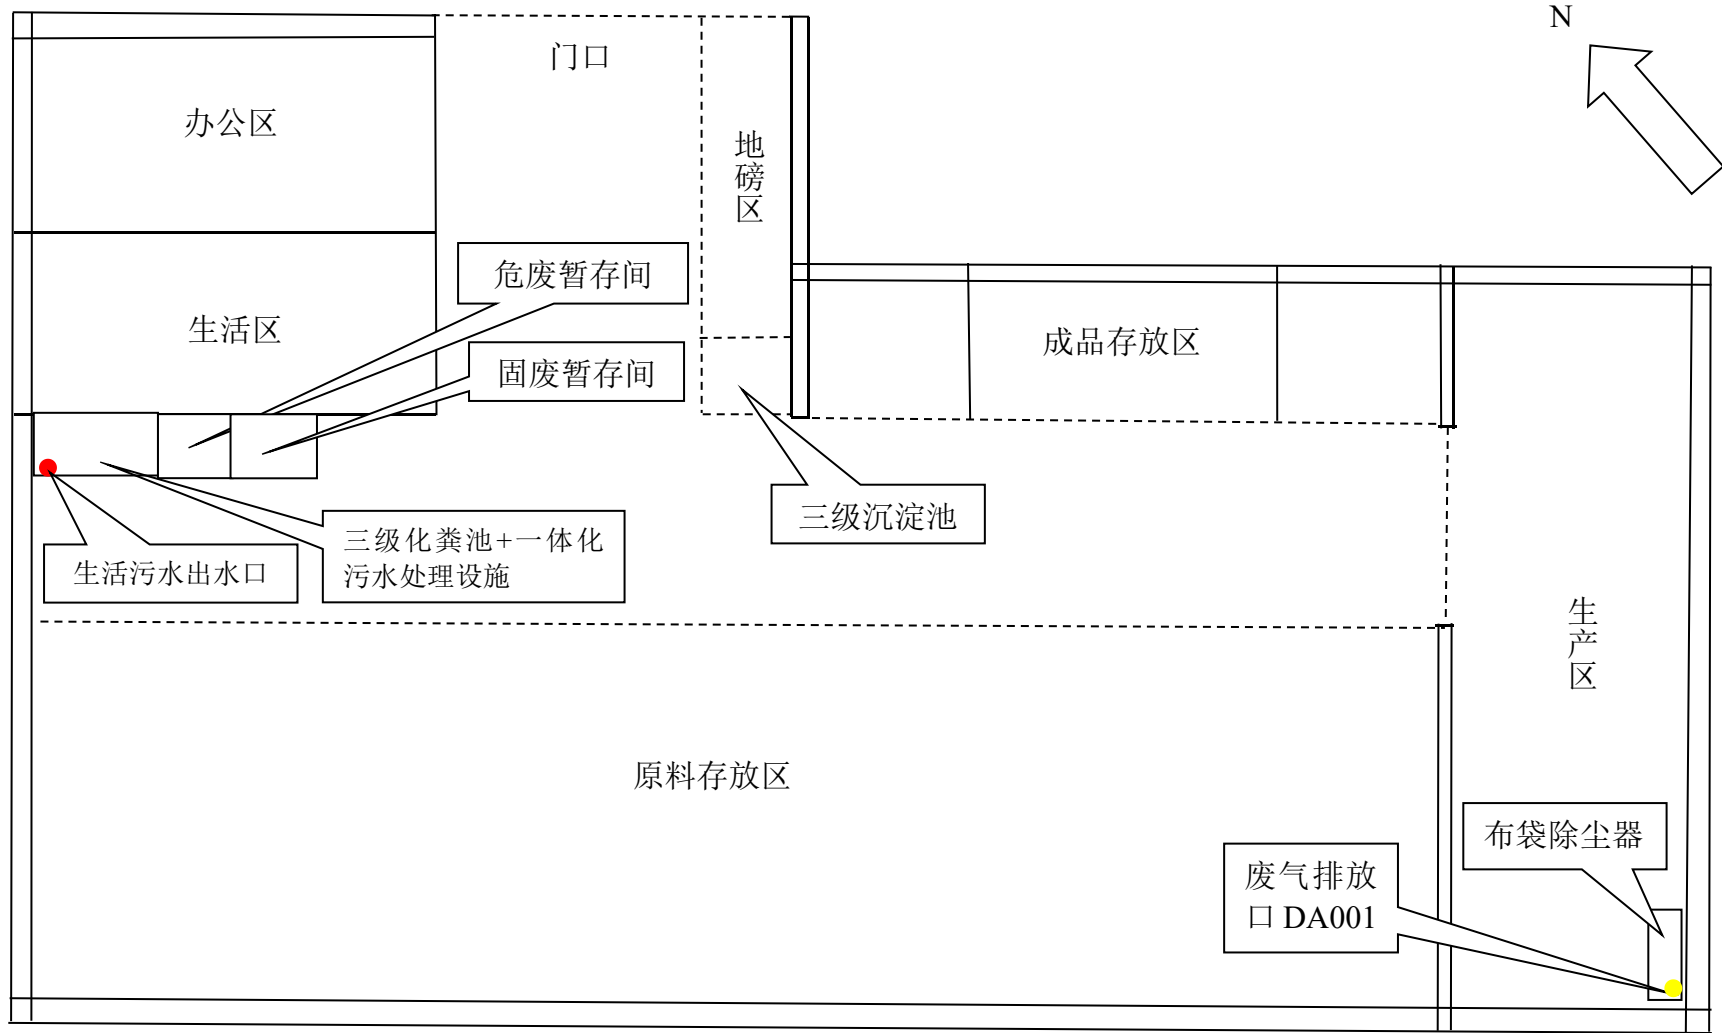 N
门口
办公区
地磅区
危废暂存间
生活区
成品存放区
固废暂存间
三级沉淀池
三级化粪池+一体化
污水处理设施
生活污水出水口
生产区
原料存放区
布袋除尘器
废气排放
口 DA001